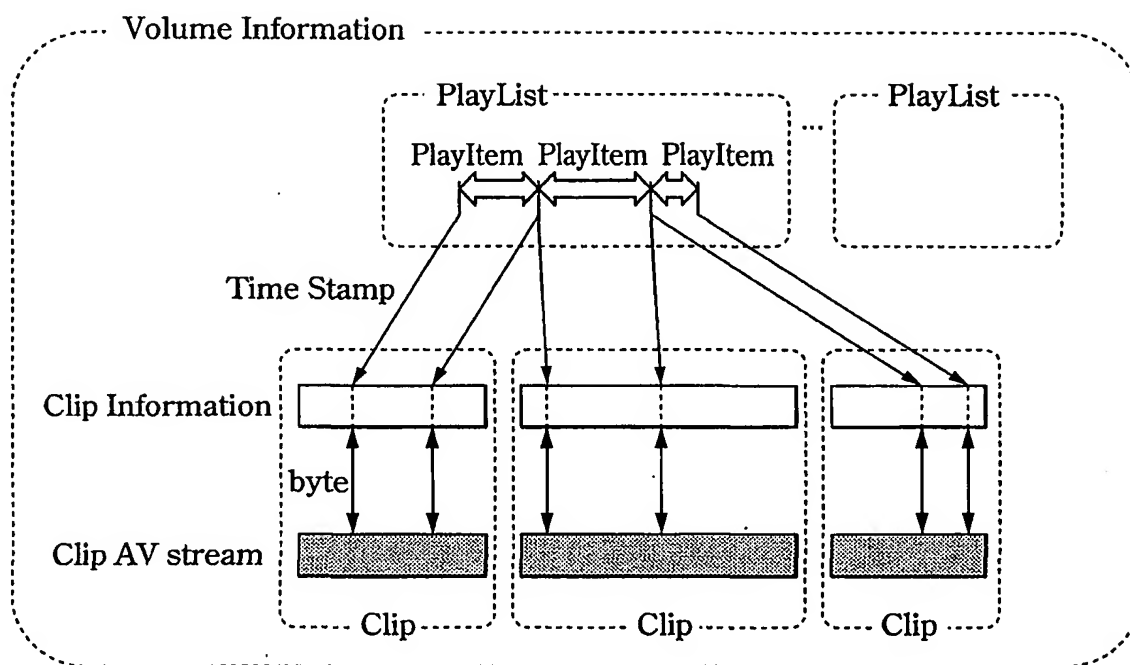 Volume Information
PlayList
PlayList
...
PlayItem PlayItem PlayItem
Time Stamp
Clip Information
byte
Clip AV stream
Clip
Clip
Clip